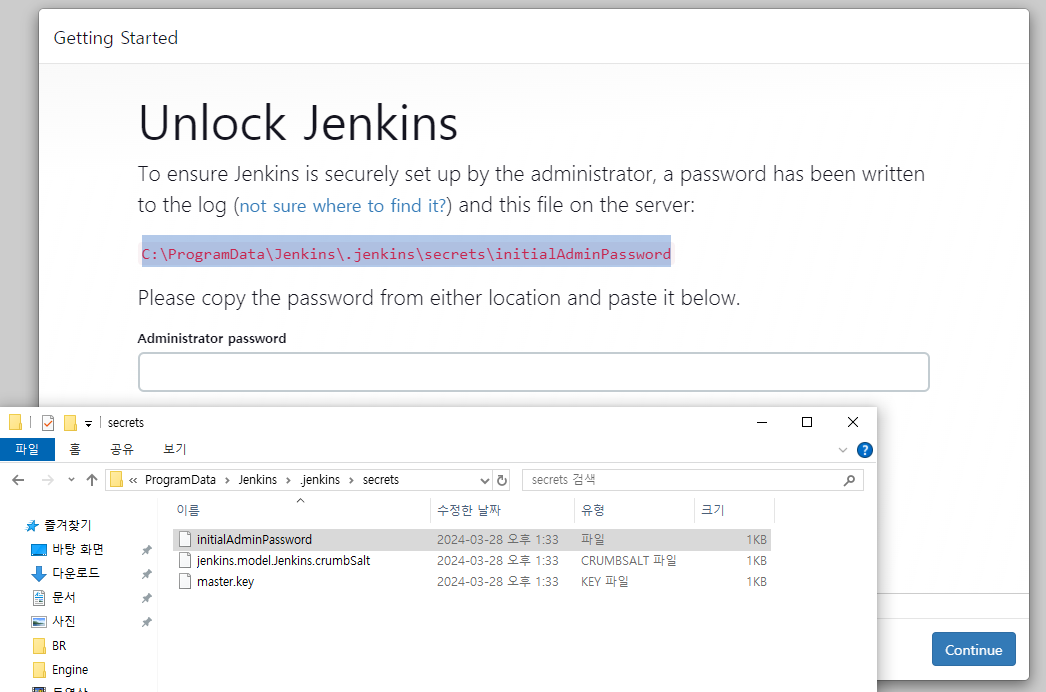 Getting Started
Unlock Jenkins
To ensure Jenkins is securely set up by the administrator, a password has been written
to the log (not sure where to find it?) and this file on the server:
C:\ProgramData\Jenkins\.jenkins\secrets\initialAdminPassword
Please copy the password from either location and paste it below.
Administrator password
secrets
파일 홈 공유 보기
« ProgramData › Jenkins › .jenkins › secrets
secrets 검색
이름 수정한 날짜 유형 크기
즐겨찾기
바탕 화면
다운로드
문서
사진
BR
Engine
동영상
initialAdminPassword 2024-03-28 오후 1:33 파일 1KB
jenkins.model.Jenkins.crumbSalt 2024-03-28 오후 1:33 CRUMBSALT 파일 1KB
master.key 2024-03-28 오후 1:33 KEY 파일 1KB
Continue